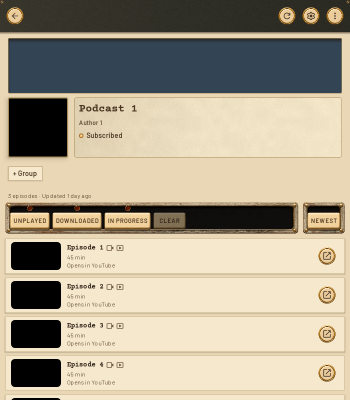 Podcast 1
Author 1
Subscribed
+ Group
3 episodes · Updated 1 day ago
UNPLAYED DOWNLOADED IN PROGRESS CLEAR NEWEST
Episode 1
45 min
Opens in YouTube
Episode 2
45 min
Opens in YouTube
Episode 3
45 min
Opens in YouTube
Episode 4
45 min
Opens in YouTube